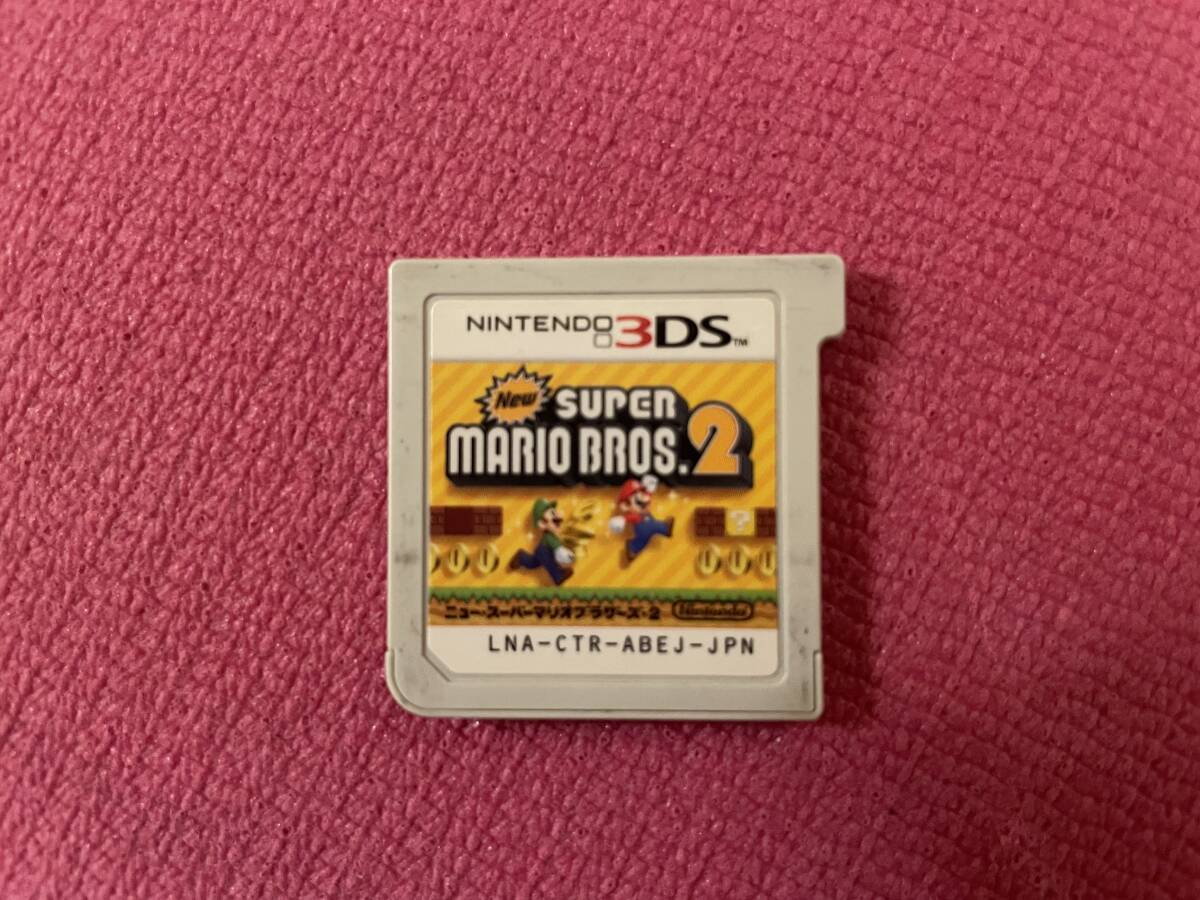 NINTENDO 3DS™
New SUPER
MARIO BROS. 2
?
ニュー・スーパーマリオブラザーズ・2 Nintendo
LNA-CTR-ABEJ-JPN